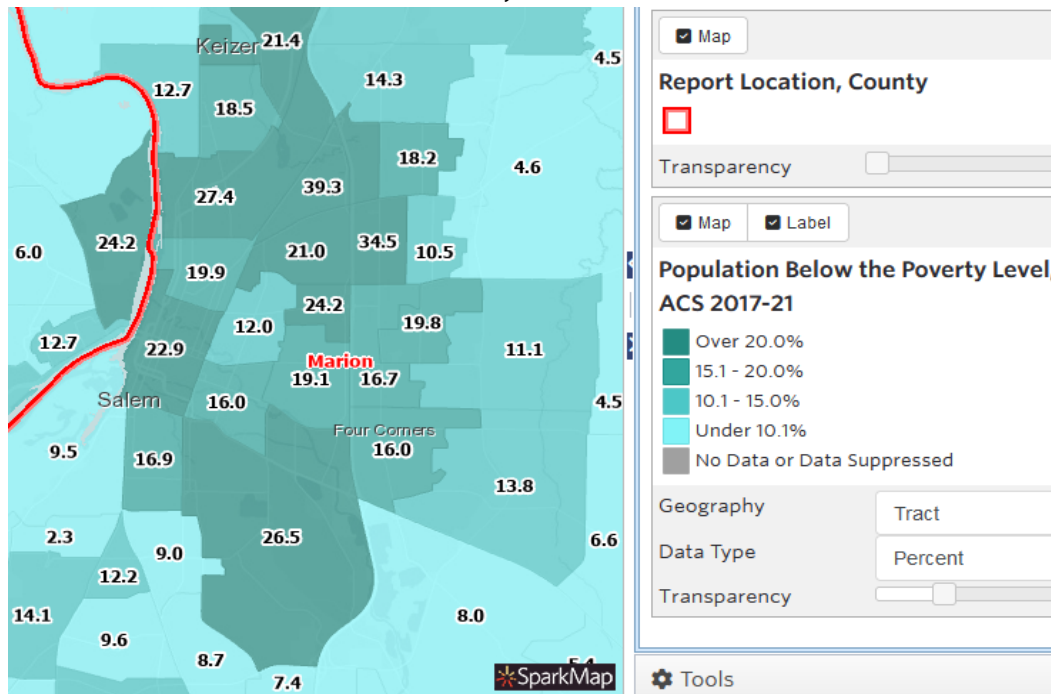 Keizer 21.4
4.5
14.3
12.7
18.5
18.2
4.6
39.3
27.4
24.2
34.5
21.0
10.5
6.0
19.9
24.2
19.8
12.0
12.7
22.9
11.1
Marion
19.1 16.7
Salem
16.0
4.5
Four Corners
16.0
9.5
16.9
13.8
2.3
26.5
6.6
9.0
12.2
14.1
8.0
9.6
8.7
5.4
7.4
SparkMap
Map
Report Location, County
Transparency
Map Label
Population Below the Poverty Level,
ACS 2017-21
Over 20.0%
15.1 - 20.0%
10.1 - 15.0%
Under 10.1%
No Data or Data Suppressed
Geography Tract
Data Type Percent
Transparency
Tools